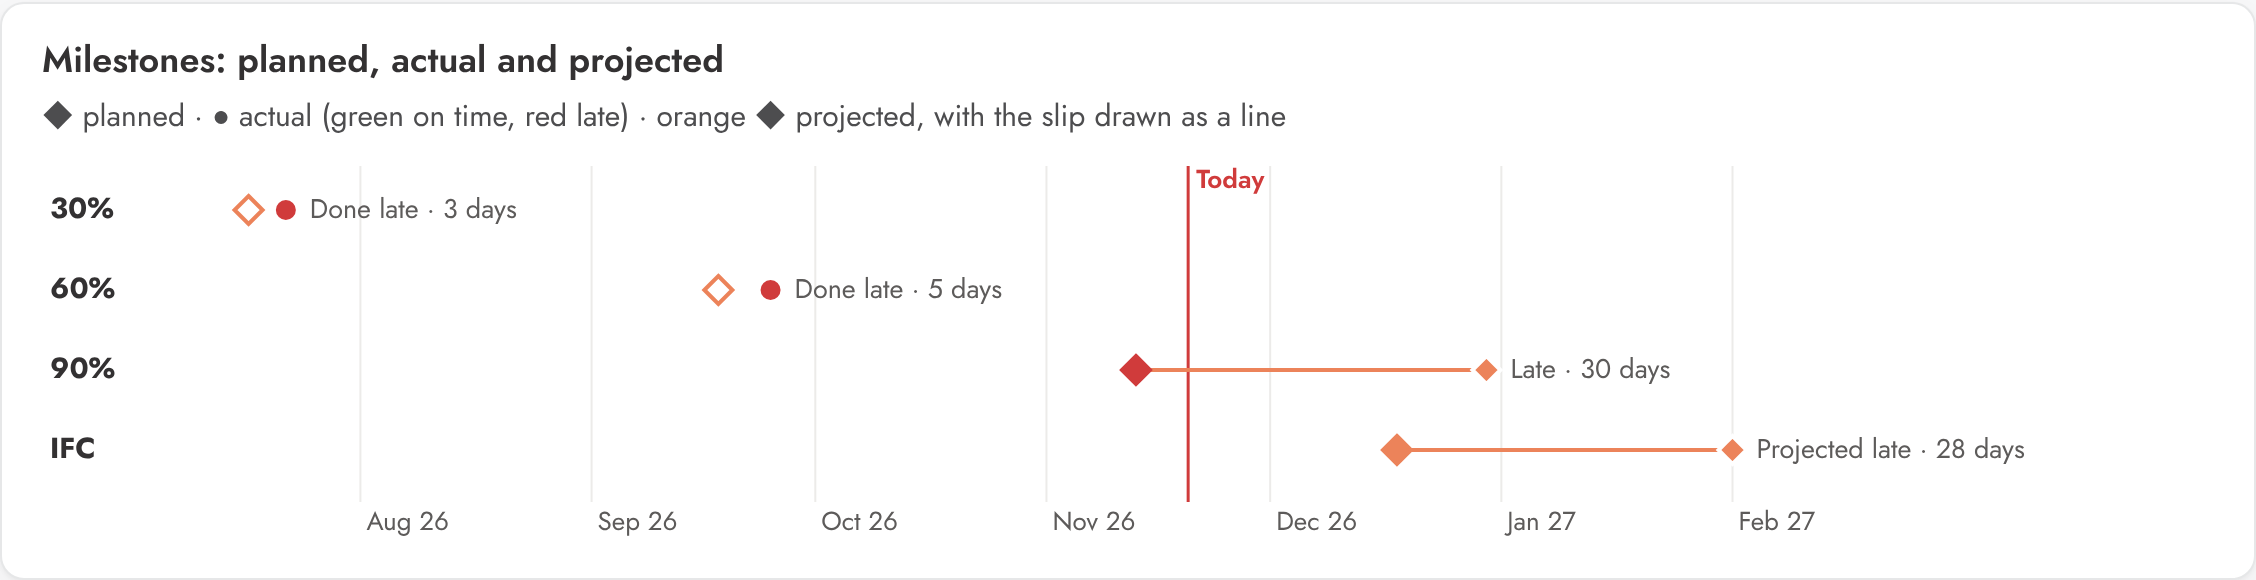 Milestones: planned, actual and projected
◆ planned · ● actual (green on time, red late) · orange ◆ projected, with the slip drawn as a line
Today
30% Done late · 3 days
60% Done late · 5 days
90% Late · 30 days
IFC Projected late · 28 days
Aug 26 Sep 26 Oct 26 Nov 26 Dec 26 Jan 27 Feb 27